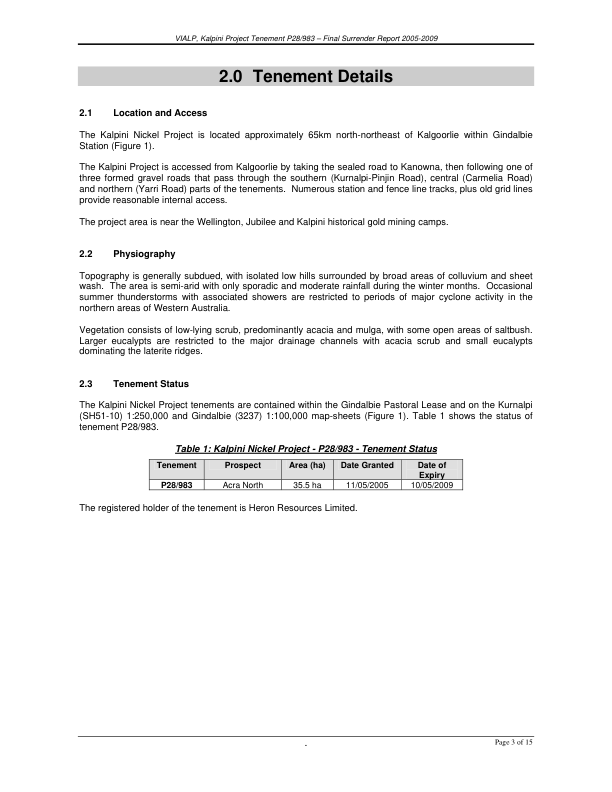 VIALP, Kalpini Project Tenement P28/983 – Final Surrender Report 2005-2009
2.0 Tenement Details
2.1 Location and Access
The Kalpini Nickel Project is located approximately 65km north-northeast of Kalgoorlie within Gindalbie
Station (Figure 1).
The Kalpini Project is accessed from Kalgoorlie by taking the sealed road to Kanowna, then following one of
three formed gravel roads that pass through the southern (Kurnalpi-Pinjin Road), central (Carmelia Road)
and northern (Yarri Road) parts of the tenements. Numerous station and fence line tracks, plus old grid lines
provide reasonable internal access.
The project area is near the Wellington, Jubilee and Kalpini historical gold mining camps.
2.2 Physiography
Topography is generally subdued, with isolated low hills surrounded by broad areas of colluvium and sheet
wash. The area is semi-arid with only sporadic and moderate rainfall during the winter months. Occasional
summer thunderstorms with associated showers are restricted to periods of major cyclone activity in the
northern areas of Western Australia.
Vegetation consists of low-lying scrub, predominantly acacia and mulga, with some open areas of saltbush.
Larger eucalypts are restricted to the major drainage channels with acacia scrub and small eucalypts
dominating the laterite ridges.
2.3 Tenement Status
The Kalpini Nickel Project tenements are contained within the Gindalbie Pastoral Lease and on the Kurnalpi
(SH51-10) 1:250,000 and Gindalbie (3237) 1:100,000 map-sheets (Figure 1). Table 1 shows the status of
tenement P28/983.
Table 1: Kalpini Nickel Project - P28/983 - Tenement Status
Tenement Prospect Area (ha) Date Granted Date of
Expiry
P28/983 Acra North 35.5 ha 11/05/2005 10/05/2009
The registered holder of the tenement is Heron Resources Limited.
-
Page 3 of 15